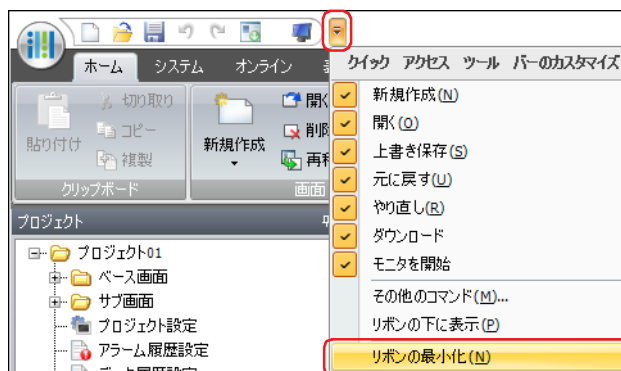 ホーム システム オンライン
クイック アクセス ツール バーのカスタマイズ
貼り付け
切り取り
コピー
複製
クリップボード
新規作成
開く
削除
画面
プロジェクト
プロジェクト01
ベース画面
サブ画面
プロジェクト設定
アラーム履歴設定
新規作成(N)
開く(O)
上書き保存(S)
元に戻す(U)
やり直し(R)
ダウンロード
モニタを開始
その他のコマンド(M)...
リボンの下に表示(P)
リボンの最小化(N)